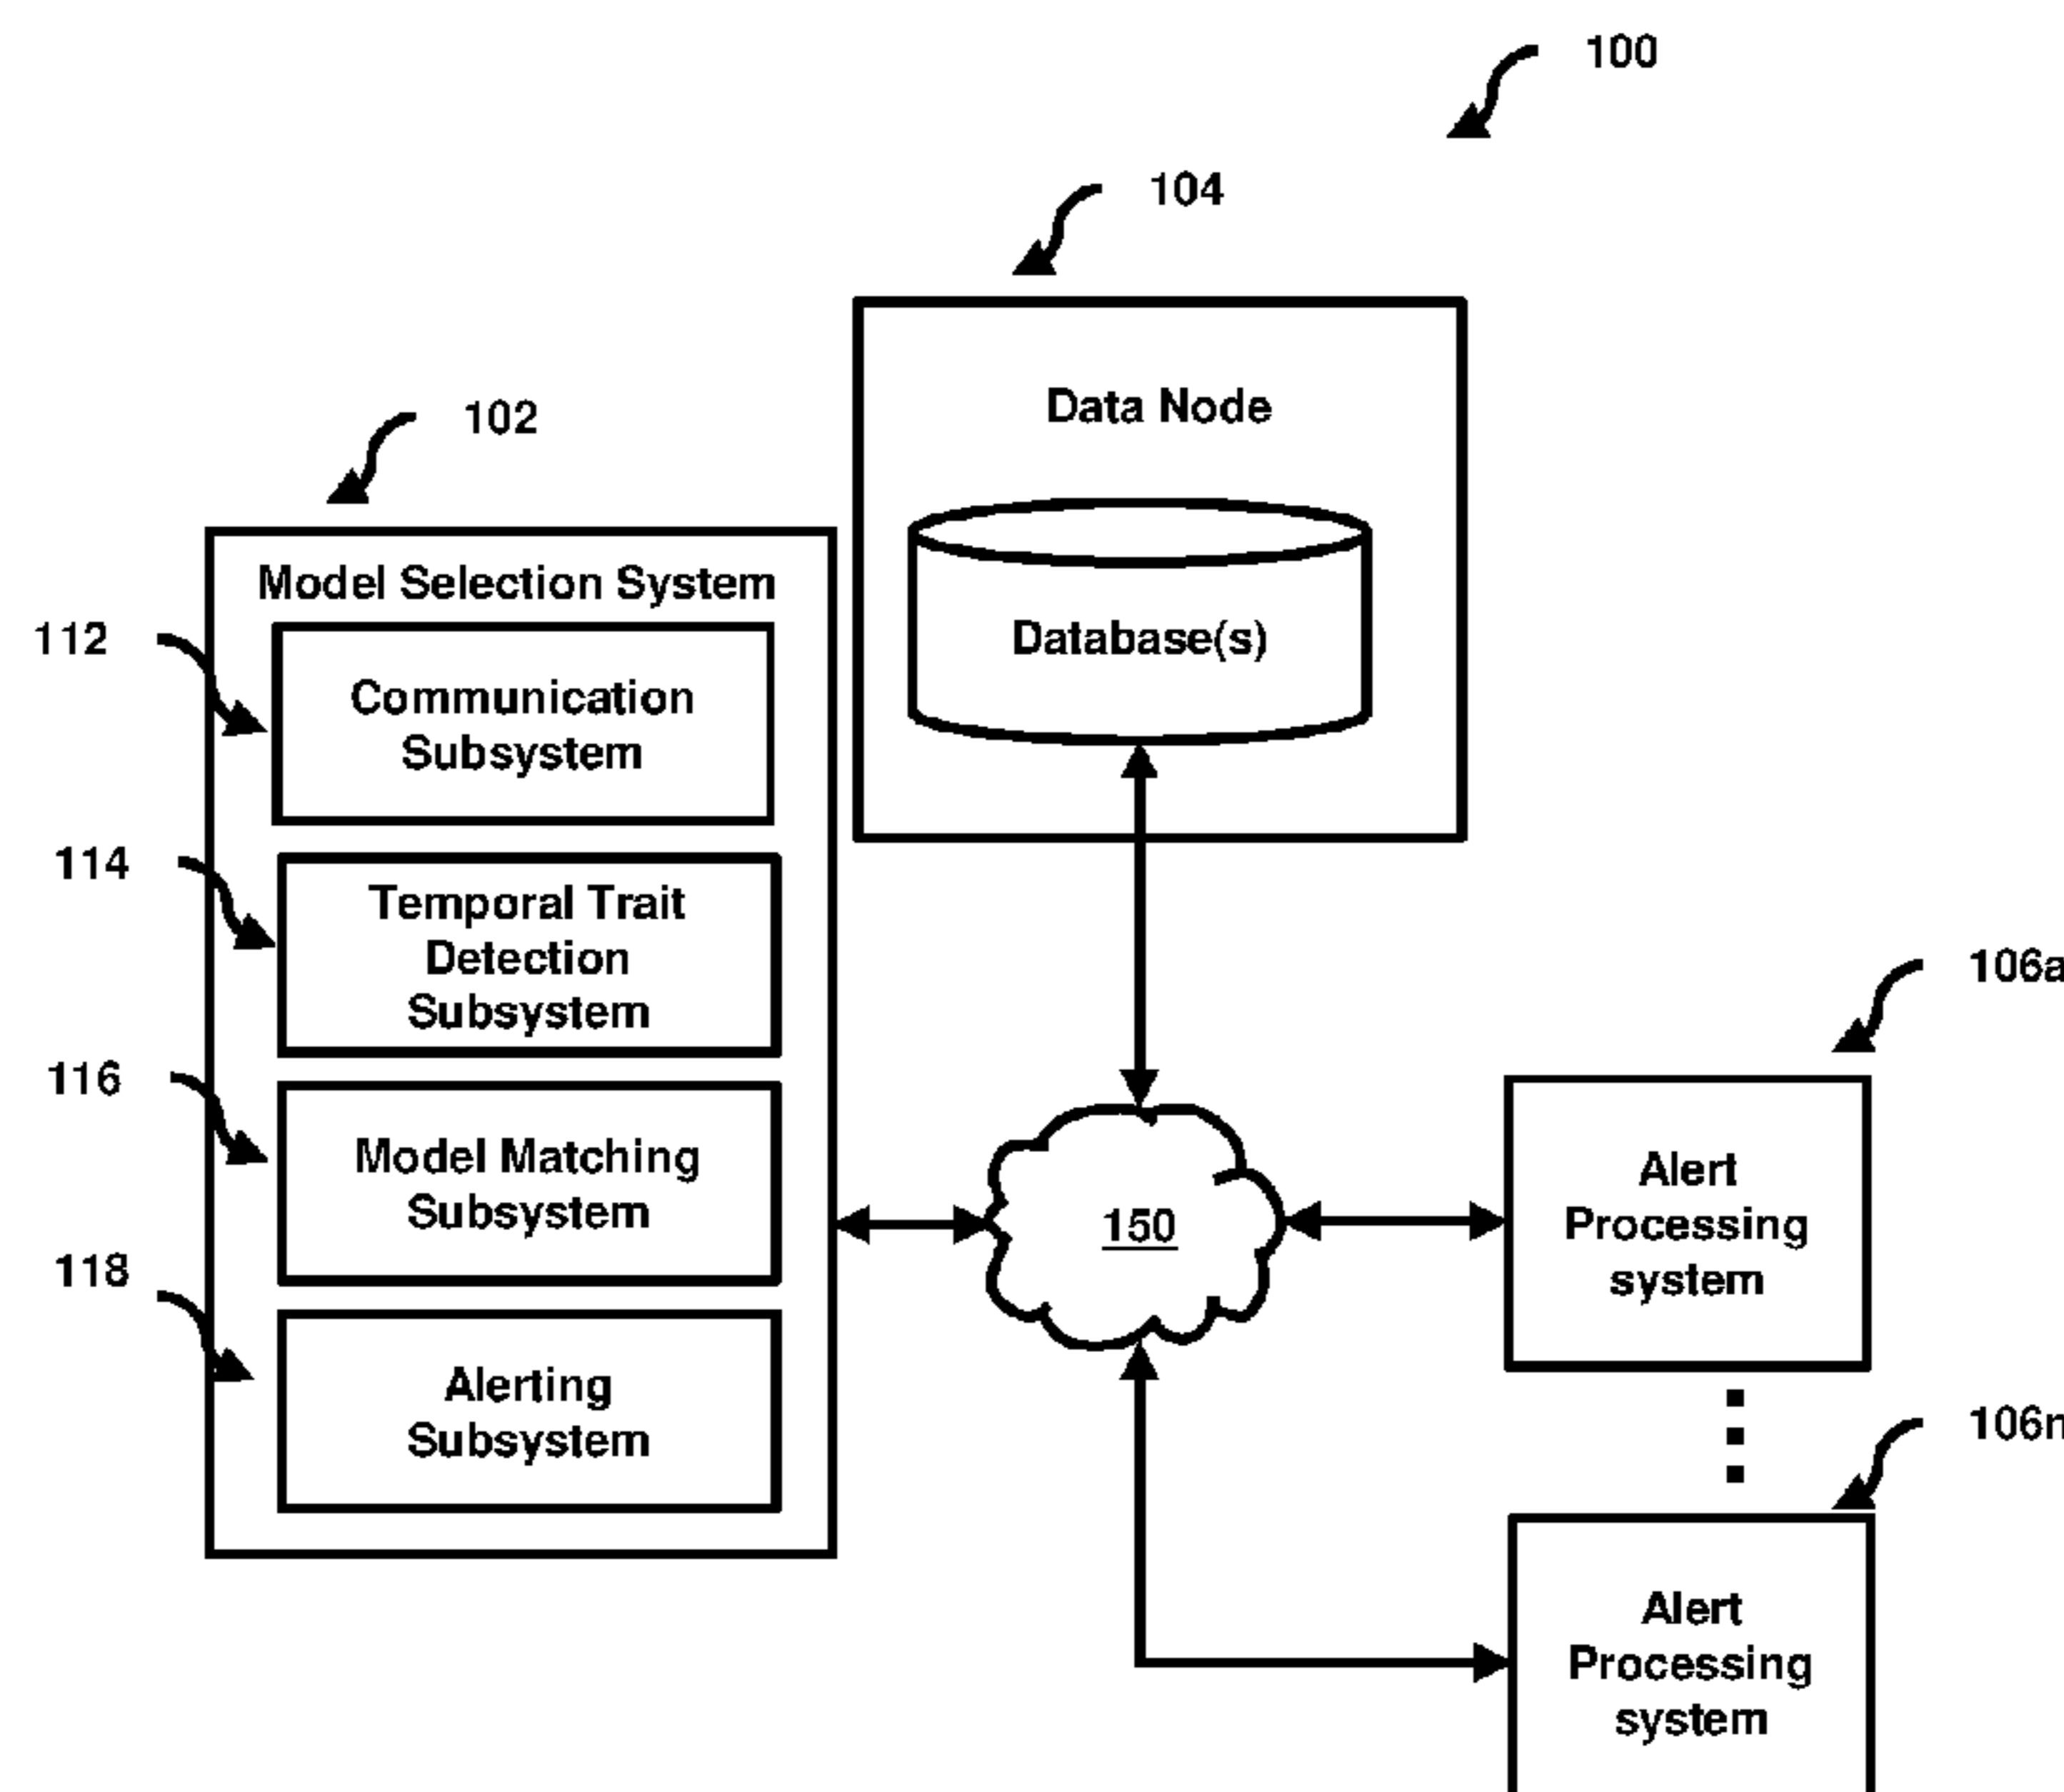 100
104
Data Node
Database(s)
102
Model Selection System
112
Communication
Subsystem
114
Temporal Trait
Detection
Subsystem
116
Model Matching
Subsystem
118
Alerting
Subsystem
150
106a
Alert
Processing
system
106n
Alert
Processing
system